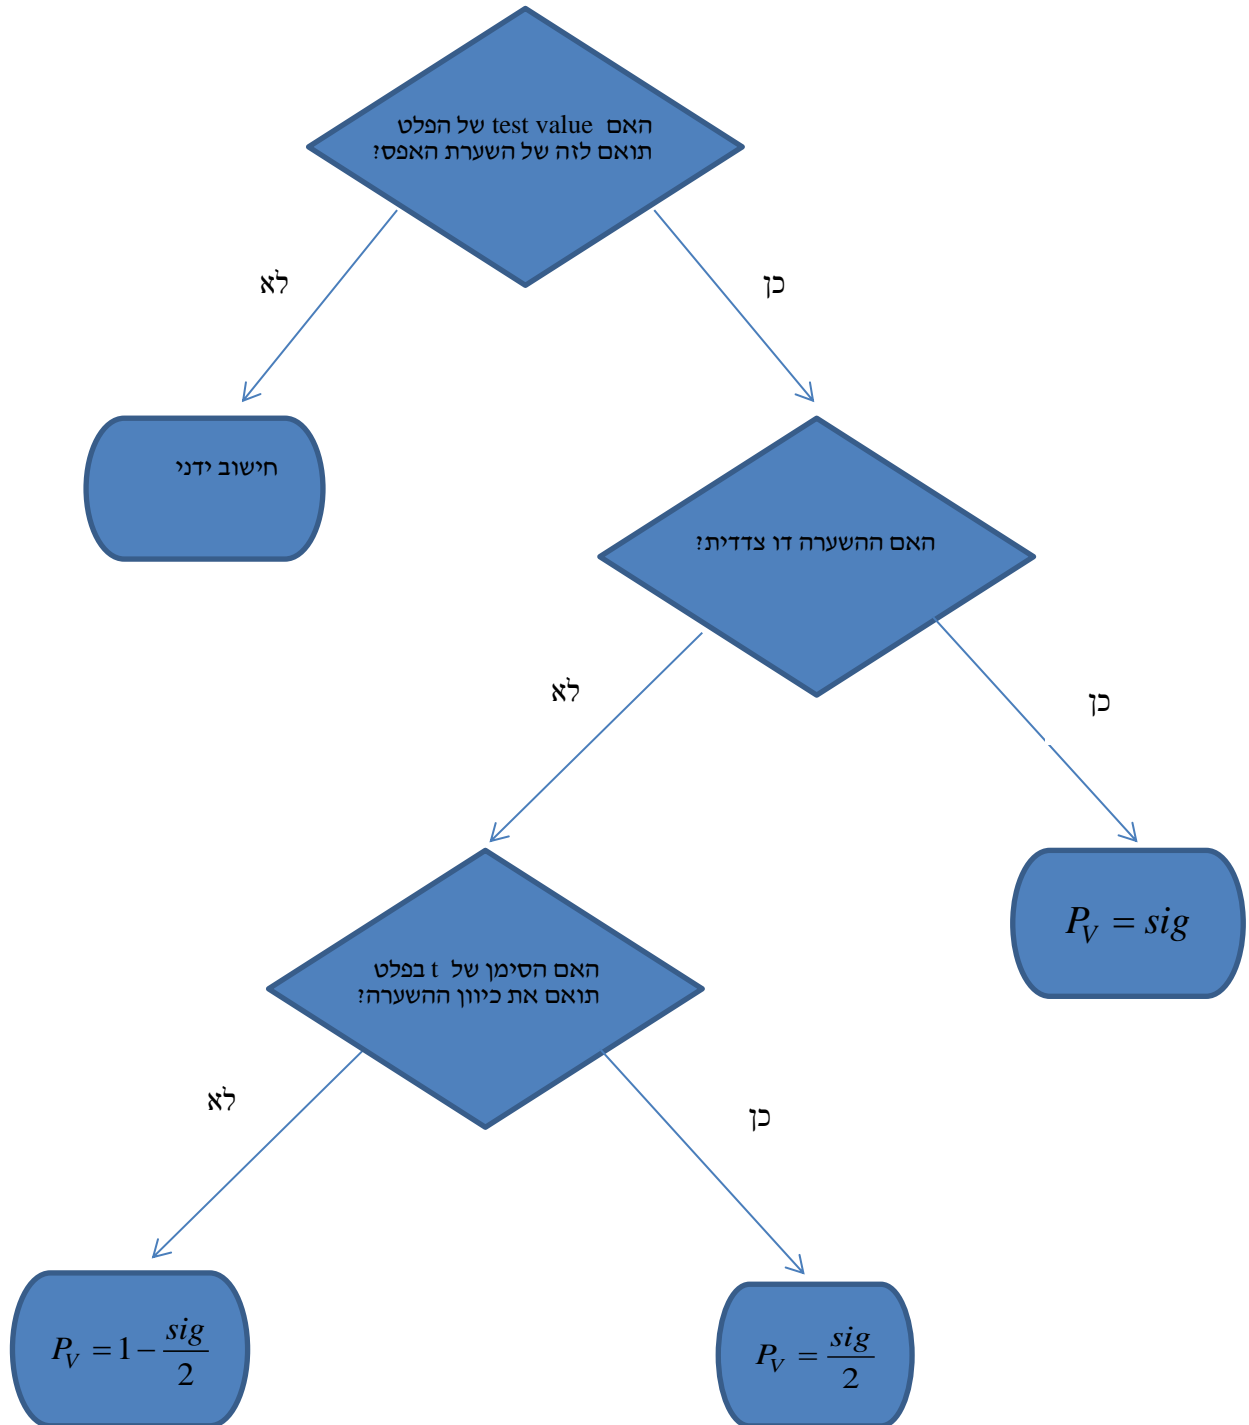 האם test value של הפלט
תואם לזה של השערת האפס?
לא
כן
חישוב ידני
האם ההשערה דו צדדית?
לא
כן
P_V = sig
האם הסימן של t בפלט
תואם את כיוון ההשערה?
לא
כן
P_V = 1 - sig/2
P_V = sig/2